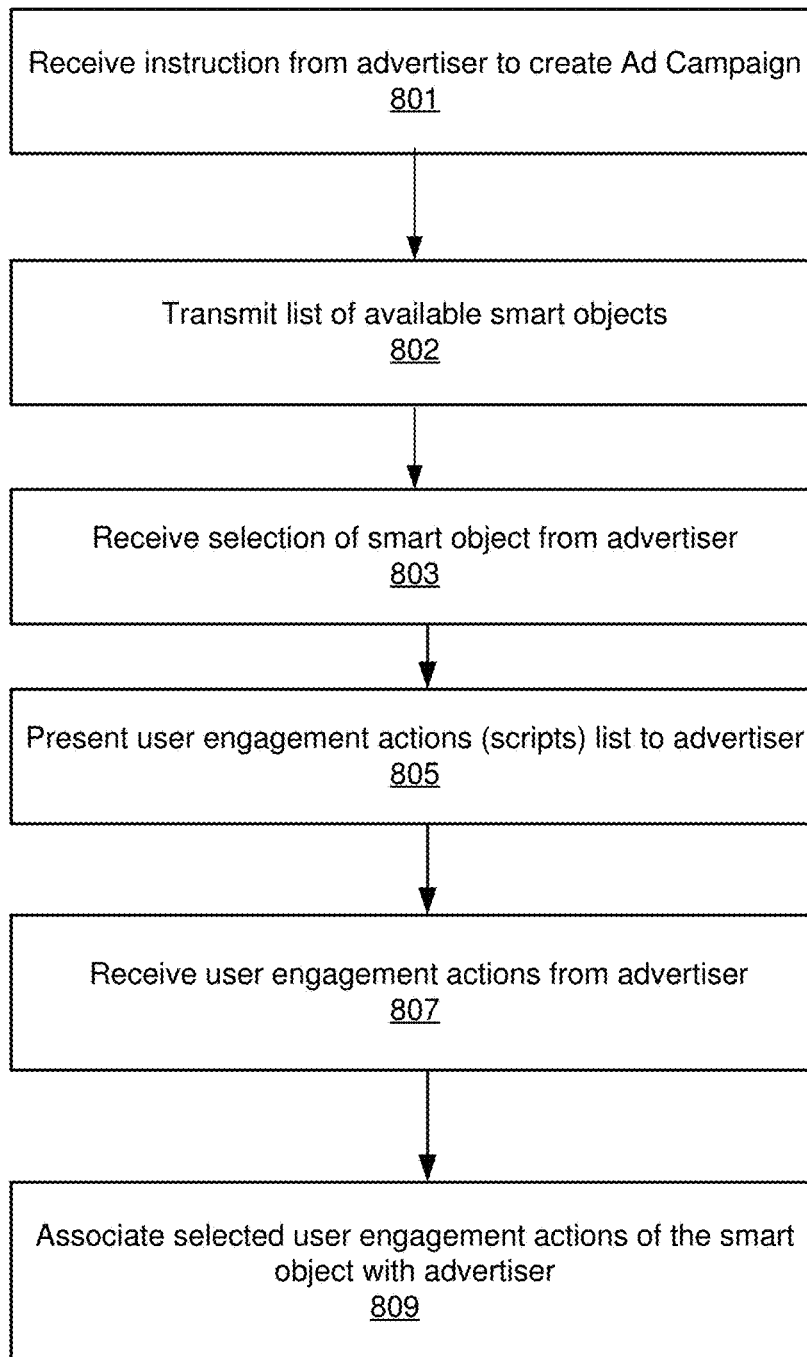 Receive instruction from advertiser to create Ad Campaign
801
Transmit list of available smart objects
802
Receive selection of smart object from advertiser
803
Present user engagement actions (scripts) list to advertiser
805
Receive user engagement actions from advertiser
807
Associate selected user engagement actions of the smart
object with advertiser
809